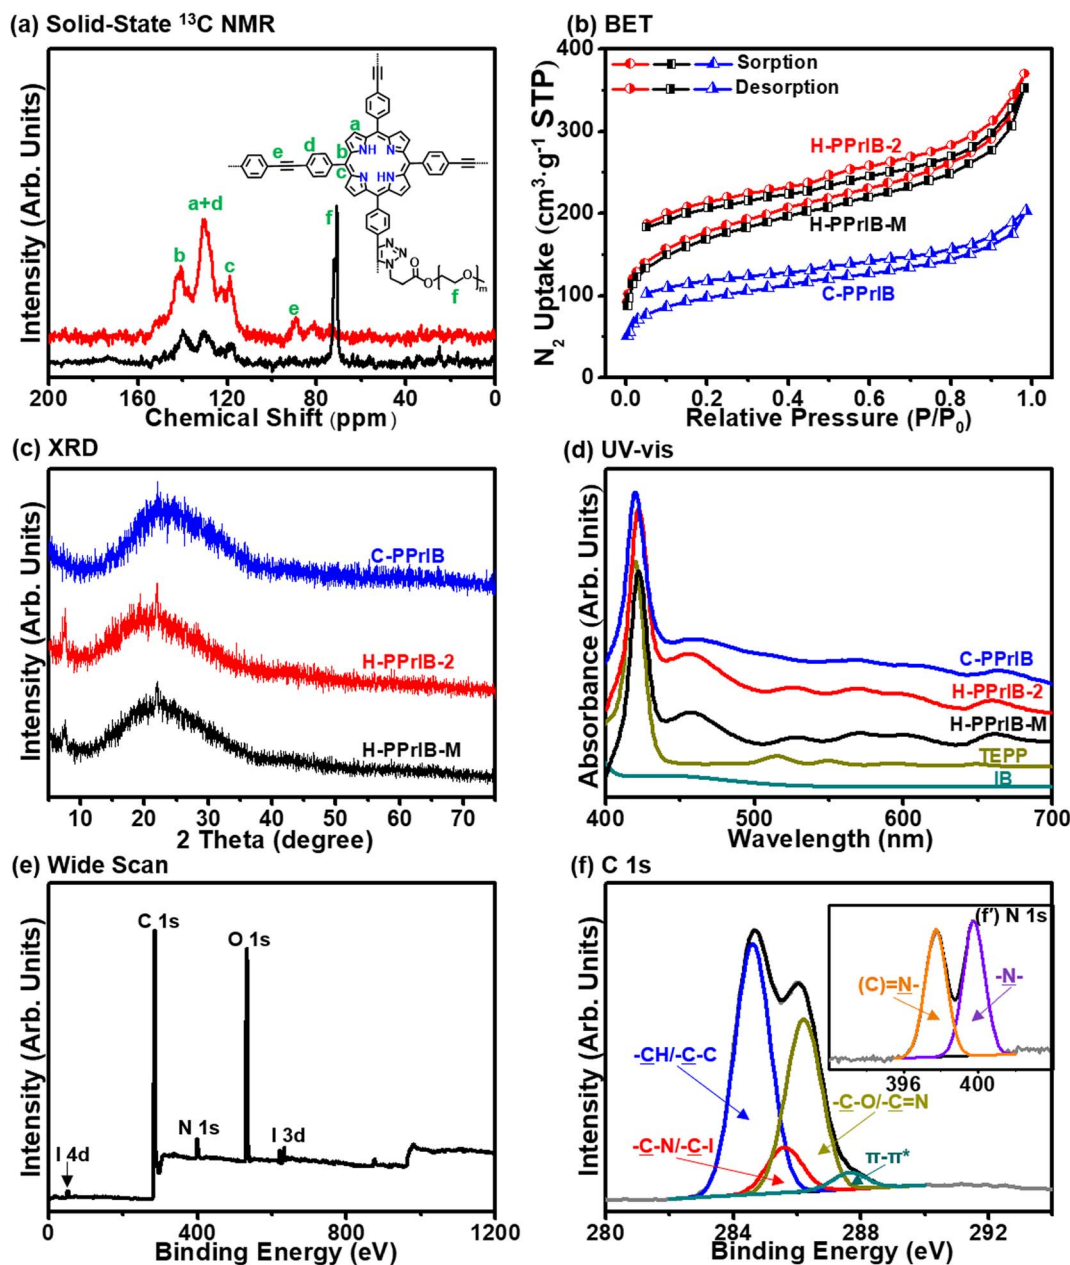 (a) Solid-State ¹³C NMR
Intensity (Arb. Units)
a
b
c
d
e
NH
N
N
HN
N
N
N
O
O
O
m
f
a+d
b
c
e
f
200 160 120 80 40 0
Chemical Shift (ppm)
(b) BET
N₂ Uptake (cm³·g⁻¹ STP)
400
300
200
100
0
Sorption
Desorption
H-PPrIB-2
H-PPrIB-M
C-PPrIB
0.0 0.2 0.4 0.6 0.8 1.0
Relative Pressure (P/P₀)
(c) XRD
Intensity (Arb. Units)
C-PPrIB
H-PPrIB-2
H-PPrIB-M
10 20 30 40 50 60 70
2 Theta (degree)
(d) UV-vis
Absorbance (Arb. Units)
C-PPrIB
H-PPrIB-2
H-PPrIB-M
TEPP
IB
400 500 600 700
Wavelength (nm)
(e) Wide Scan
Intensity (Arb. Units)
C 1s
O 1s
N 1s
I 3d
I 4d
0 400 800 1200
Binding Energy (eV)
(f) C 1s
Intensity (Arb. Units)
(f') N 1s
(C)=N-
-N-
396 400
-CH/-C-C
-C-O/-C=N
-C-N/-C-I
π-π*
280 284 288 292
Binding Energy (eV)